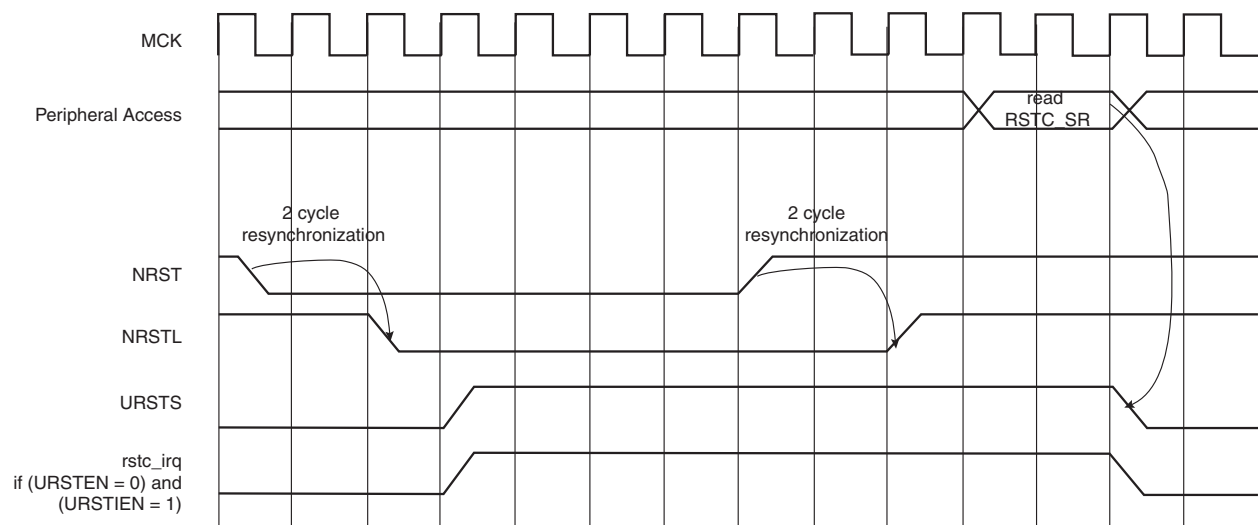 MCK
Peripheral Access
read
RSTC_SR
2 cycle
resynchronization
2 cycle
resynchronization
NRST
NRSTL
URSTS
rstc_irq
if (URSTEN = 0) and
(URSTIEN = 1)